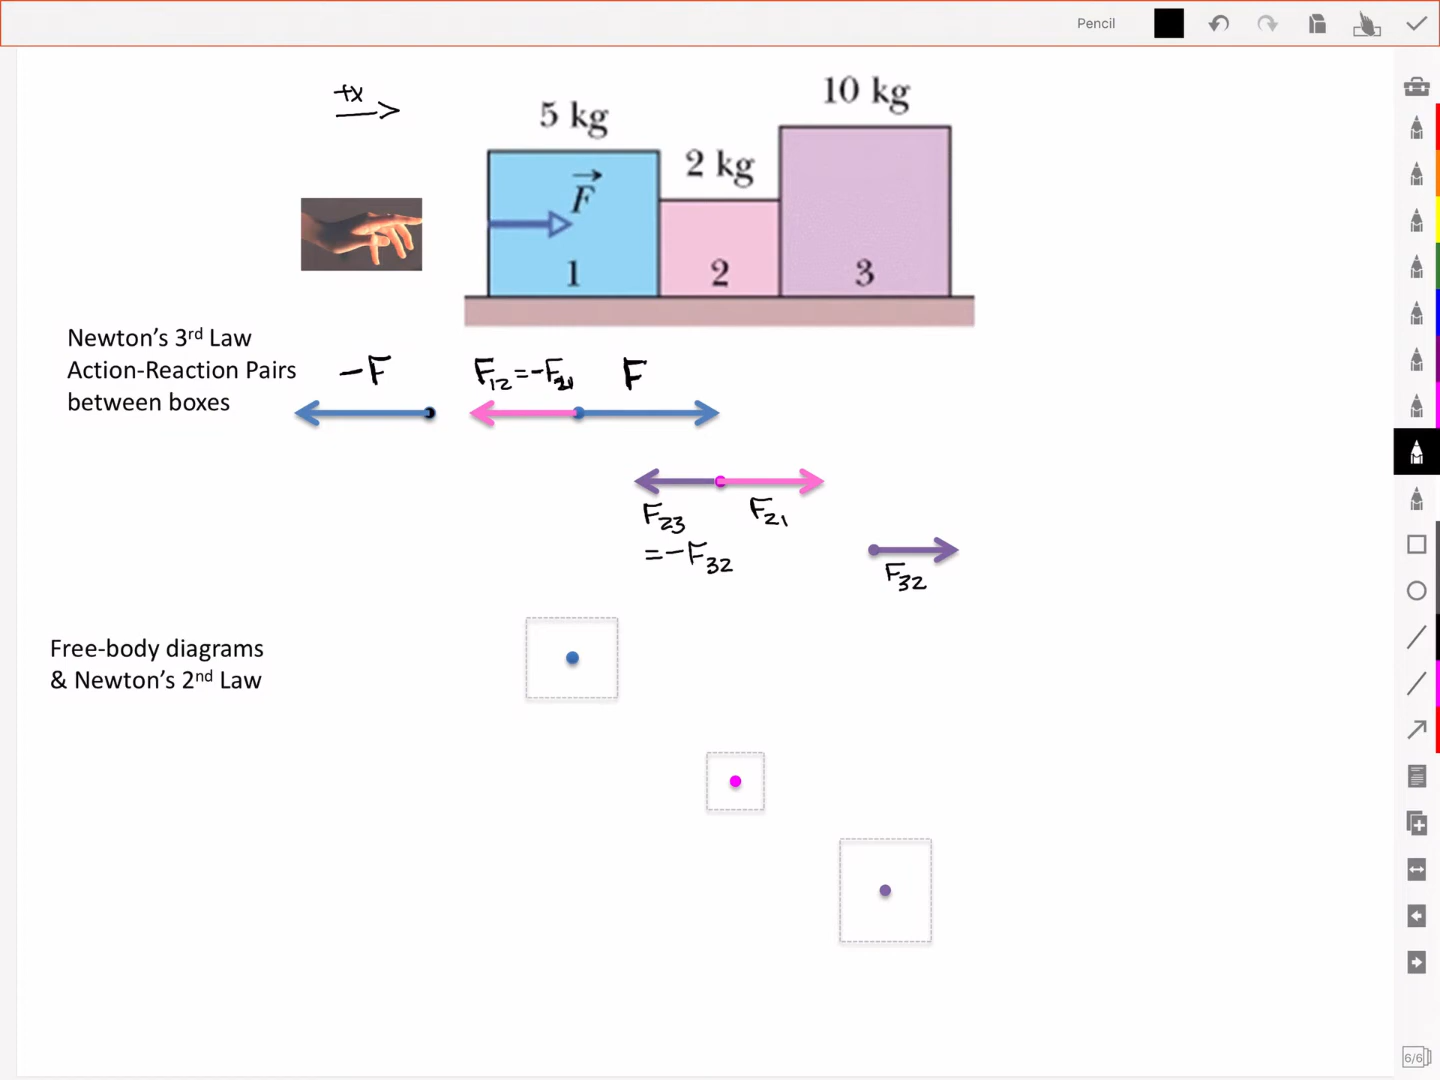 Pencil
+x
10 kg
5 kg
2 kg
F
1
2
3
Newton's 3rd Law
Action-Reaction Pairs
between boxes
-F
F12=-F21
F
F23
=-F32
F21
F32
Free-body diagrams
& Newton's 2nd Law
6/6